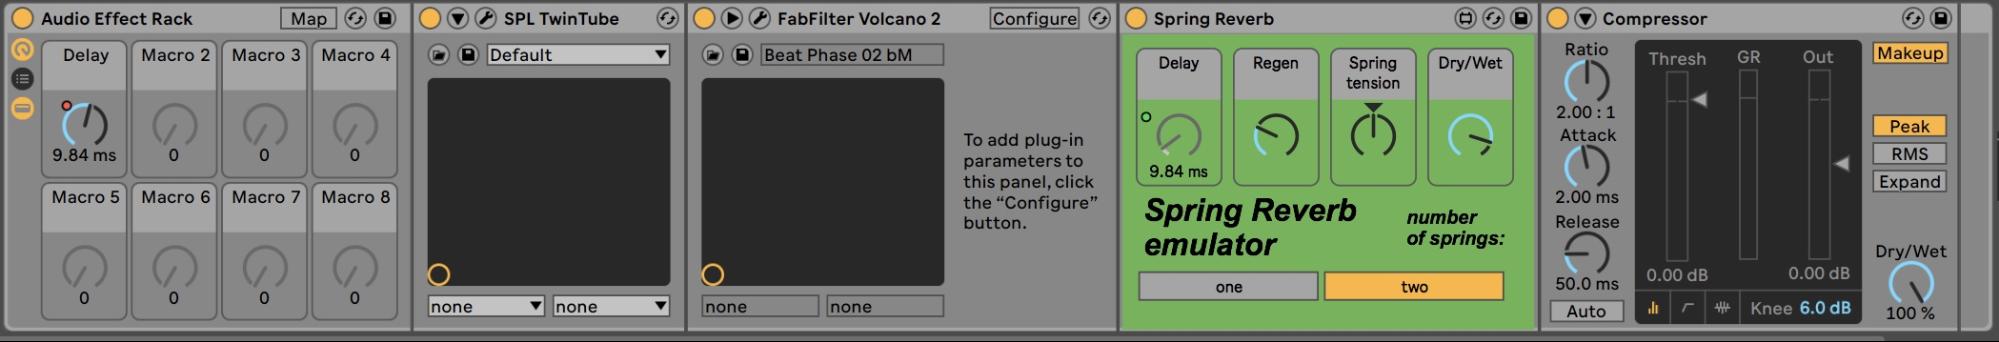 Audio Effect Rack
Map
Delay
Macro 2
Macro 3
Macro 4
9.84 ms
0
0
0
Macro 5
Macro 6
Macro 7
Macro 8
0
0
0
0
SPL TwinTube
Default
none
none
FabFilter Volcano 2
Configure
Beat Phase 02 bM
To add plug-in
parameters to
this panel, click
the “Configure”
button.
none
none
Spring Reverb
Delay
Regen
Spring
tension
Dry/Wet
9.84 ms
Spring Reverb
emulator
number
of springs:
one
two
Compressor
Ratio
2.00 : 1
Attack
2.00 ms
Release
50.0 ms
Auto
Thresh
GR
Out
0.00 dB
0.00 dB
Knee 6.0 dB
Makeup
Peak
RMS
Expand
Dry/Wet
100 %